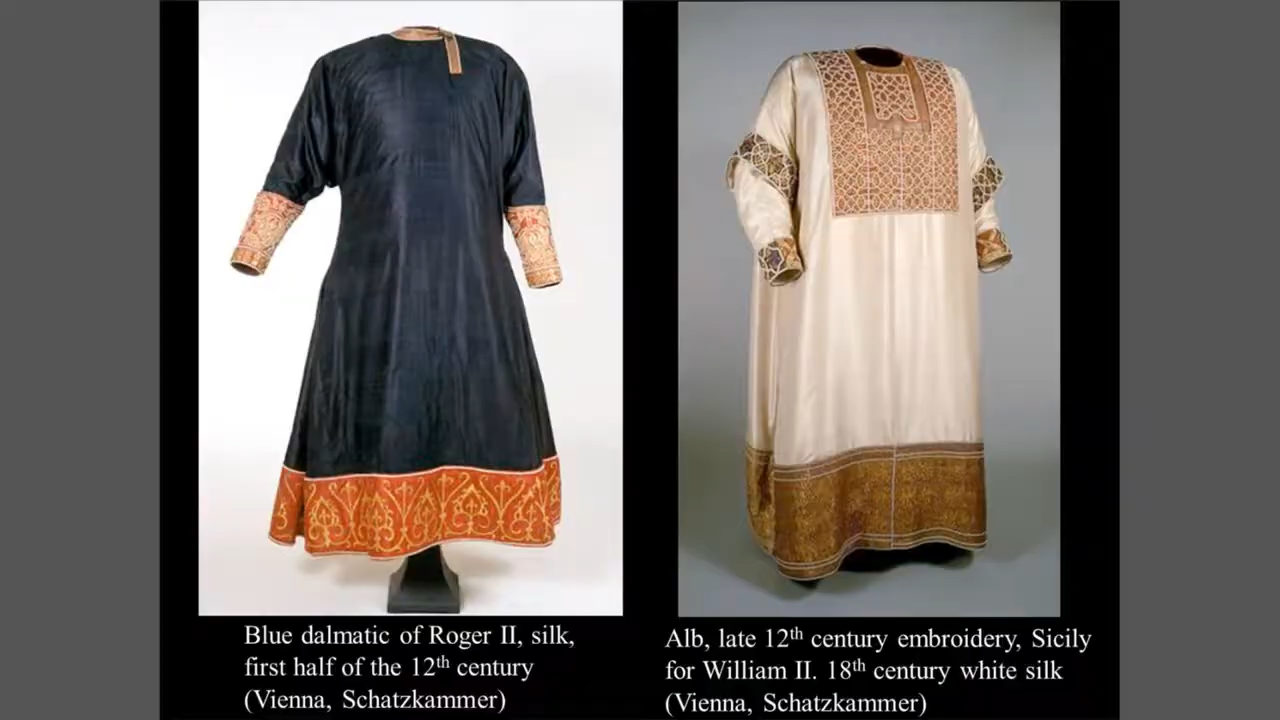 Blue dalmatic of Roger II, silk,
first half of the 12th century
(Vienna, Schatzkammer)
Alb, late 12th century embroidery, Sicily
for William II. 18th century white silk
(Vienna, Schatzkammer)